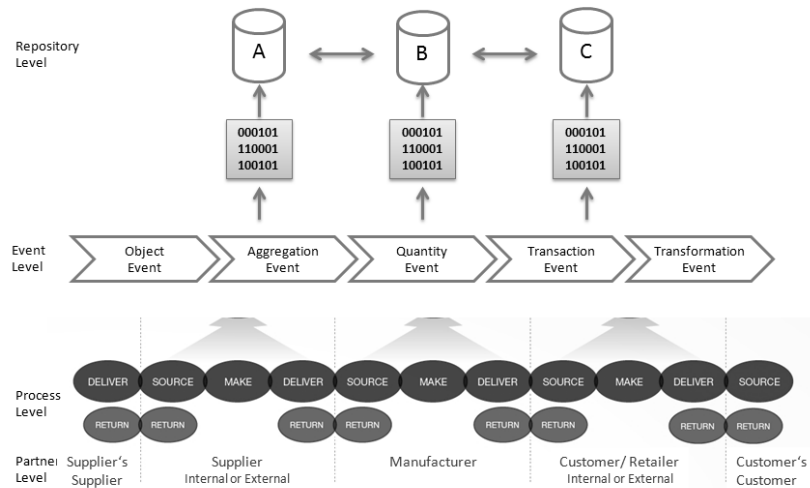 Repository
Level
A
B
C
000101
110001
100101
000101
110001
100101
000101
110001
100101
Event
Level
Object
Event
Aggregation
Event
Quantity
Event
Transaction
Event
Transformation
Event
Process
Level
DELIVER SOURCE MAKE DELIVER SOURCE MAKE DELIVER SOURCE MAKE DELIVER SOURCE
RETURN RETURN RETURN RETURN RETURN RETURN RETURN RETURN
Partner
Level
Supplier's
Supplier
Supplier
Internal or External
Manufacturer
Customer/ Retailer
Internal or External
Customer's
Customer